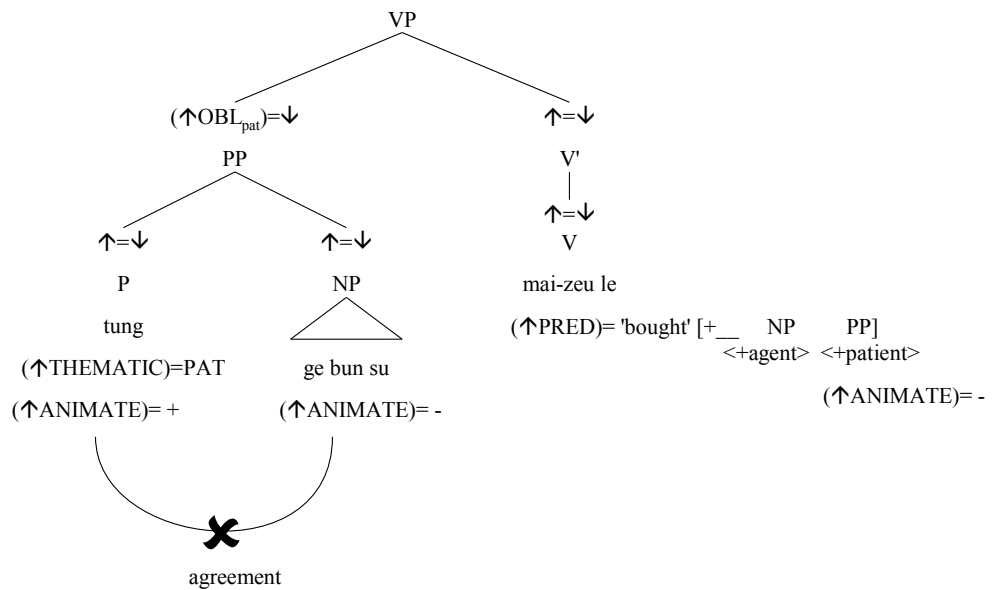 VP
(↑OBLpat)=↓ ↑=↓
PP V'
↑=↓ ↑=↓ ↑=↓
P NP V
tung mai-zeu le
(↑THEMATIC)=PAT ge bun su (↑PRED)= 'bought' [+__ NP PP]
<+agent> <+patient>
(↑ANIMATE)= + (↑ANIMATE)= - (↑ANIMATE)= -
agreement